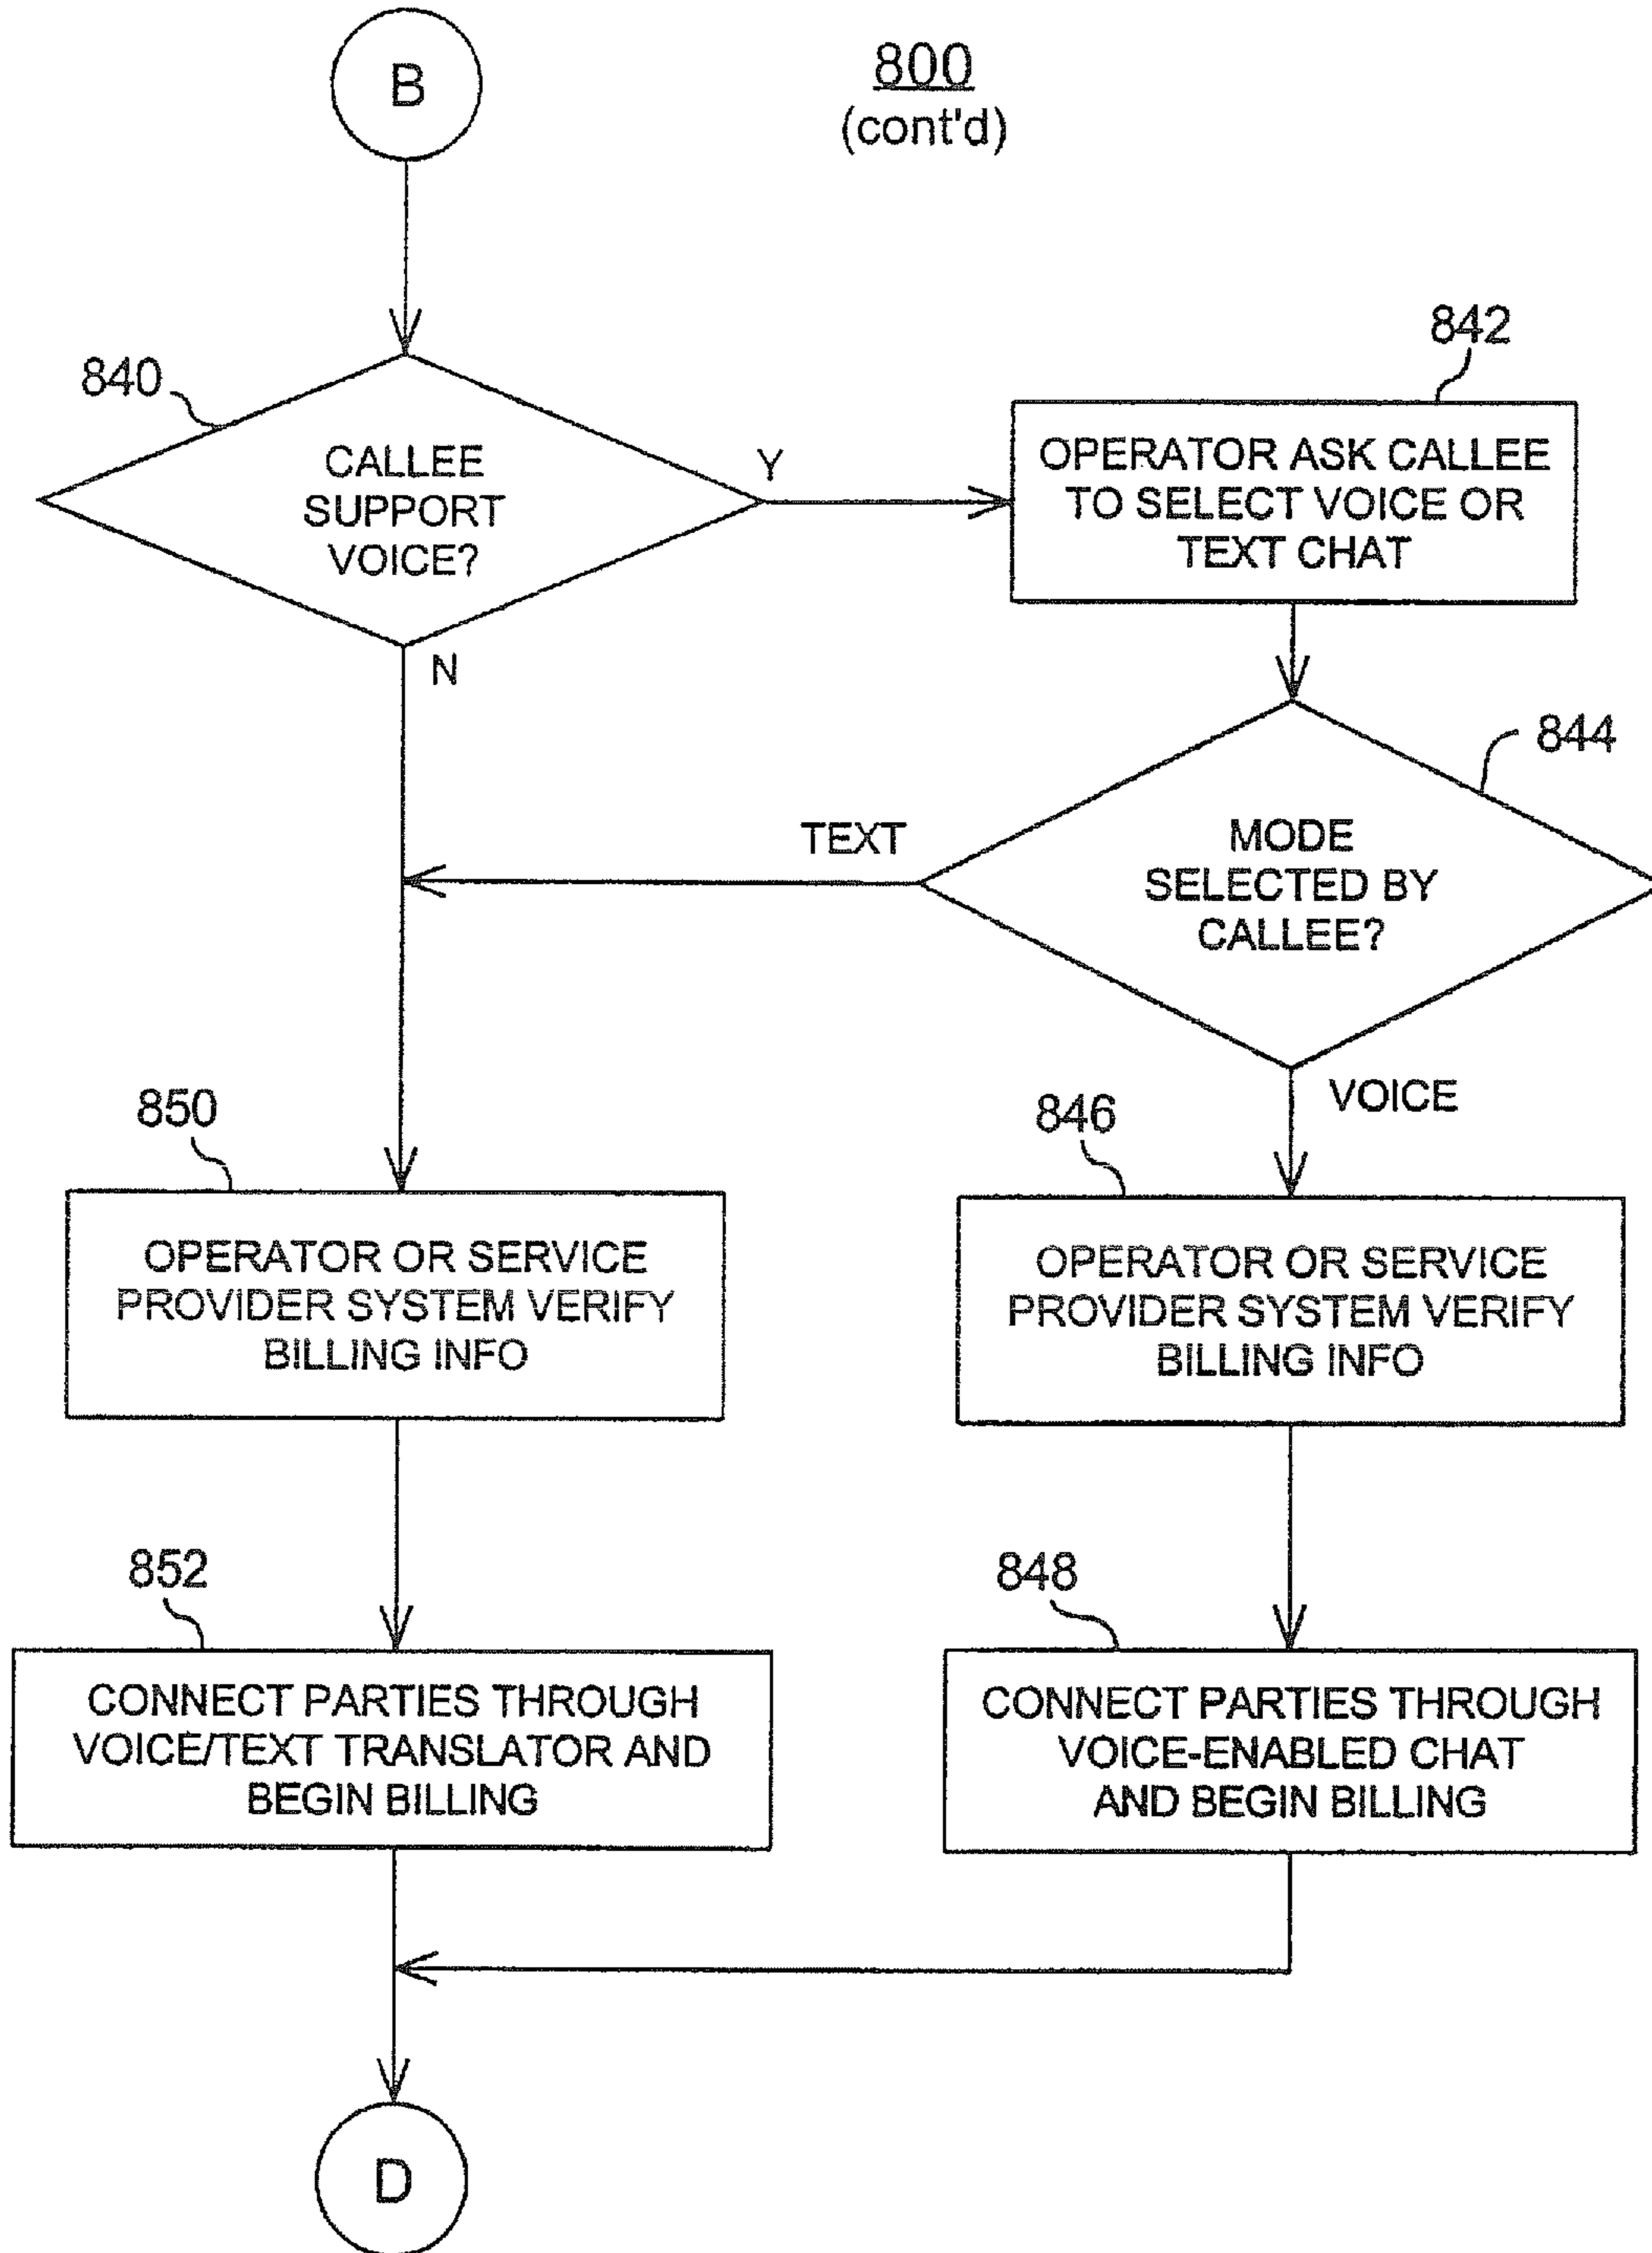 B
800
(cont'd)
840
CALLEE
SUPPORT
VOICE?
Y
N
842
OPERATOR ASK CALLEE
TO SELECT VOICE OR
TEXT CHAT
844
MODE
SELECTED BY
CALLEE?
TEXT
VOICE
850
OPERATOR OR SERVICE
PROVIDER SYSTEM VERIFY
BILLING INFO
846
OPERATOR OR SERVICE
PROVIDER SYSTEM VERIFY
BILLING INFO
852
CONNECT PARTIES THROUGH
VOICE/TEXT TRANSLATOR AND
BEGIN BILLING
848
CONNECT PARTIES THROUGH
VOICE-ENABLED CHAT
AND BEGIN BILLING
D